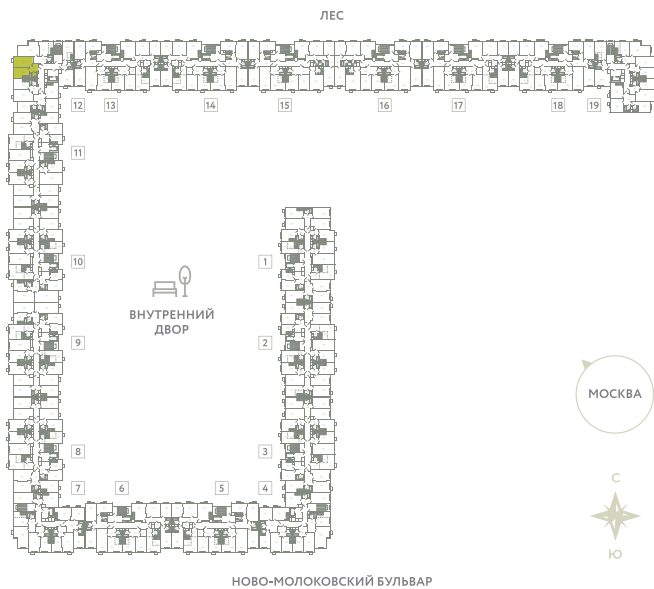 ЛЕС
12 13 14 15 16 17 18 19
11
10 1
ВНУТРЕННИЙ
ДВОР
9 2
МОСКВА
8 3
7 6 5 4
С
Ю
НОВО-МОЛОКОВСКИЙ БУЛЬВАР